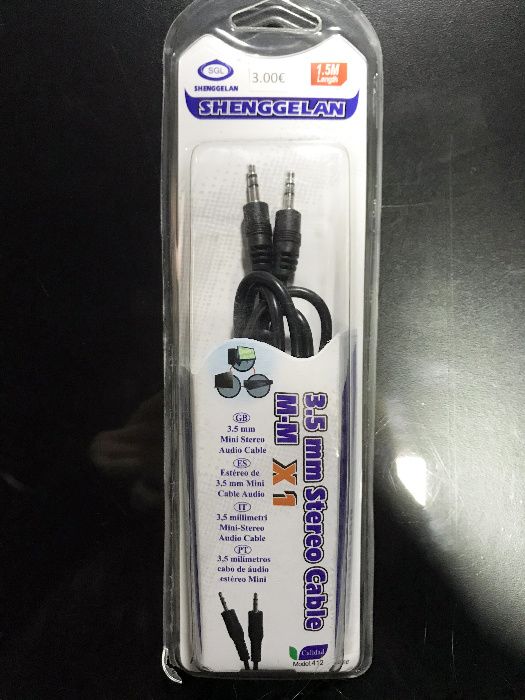 SGL
SHENGGELAN
3.00€
1.5M
Length
SHENGGELAN
3.5 mm Stereo Cable
M-M X1
GB
3.5 mm
Mini Stereo
Audio Cable
ES
Estéreo de
3,5 mm Mini
Cable Audio
IT
3,5 millimetri
Mini-Stereo
Audio Cable
PT
3,5 milímetros
cabo de áudio
estéreo Mini
Calidad
Model:412